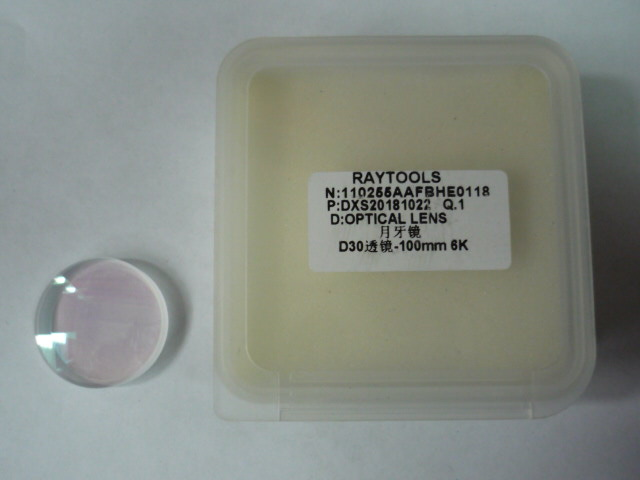 RAYTOOLS
N:110255AAFBHE0118
P:DXS20181022 Q.1
D:OPTICAL LENS
月牙镜
D30透镜-100mm 6K